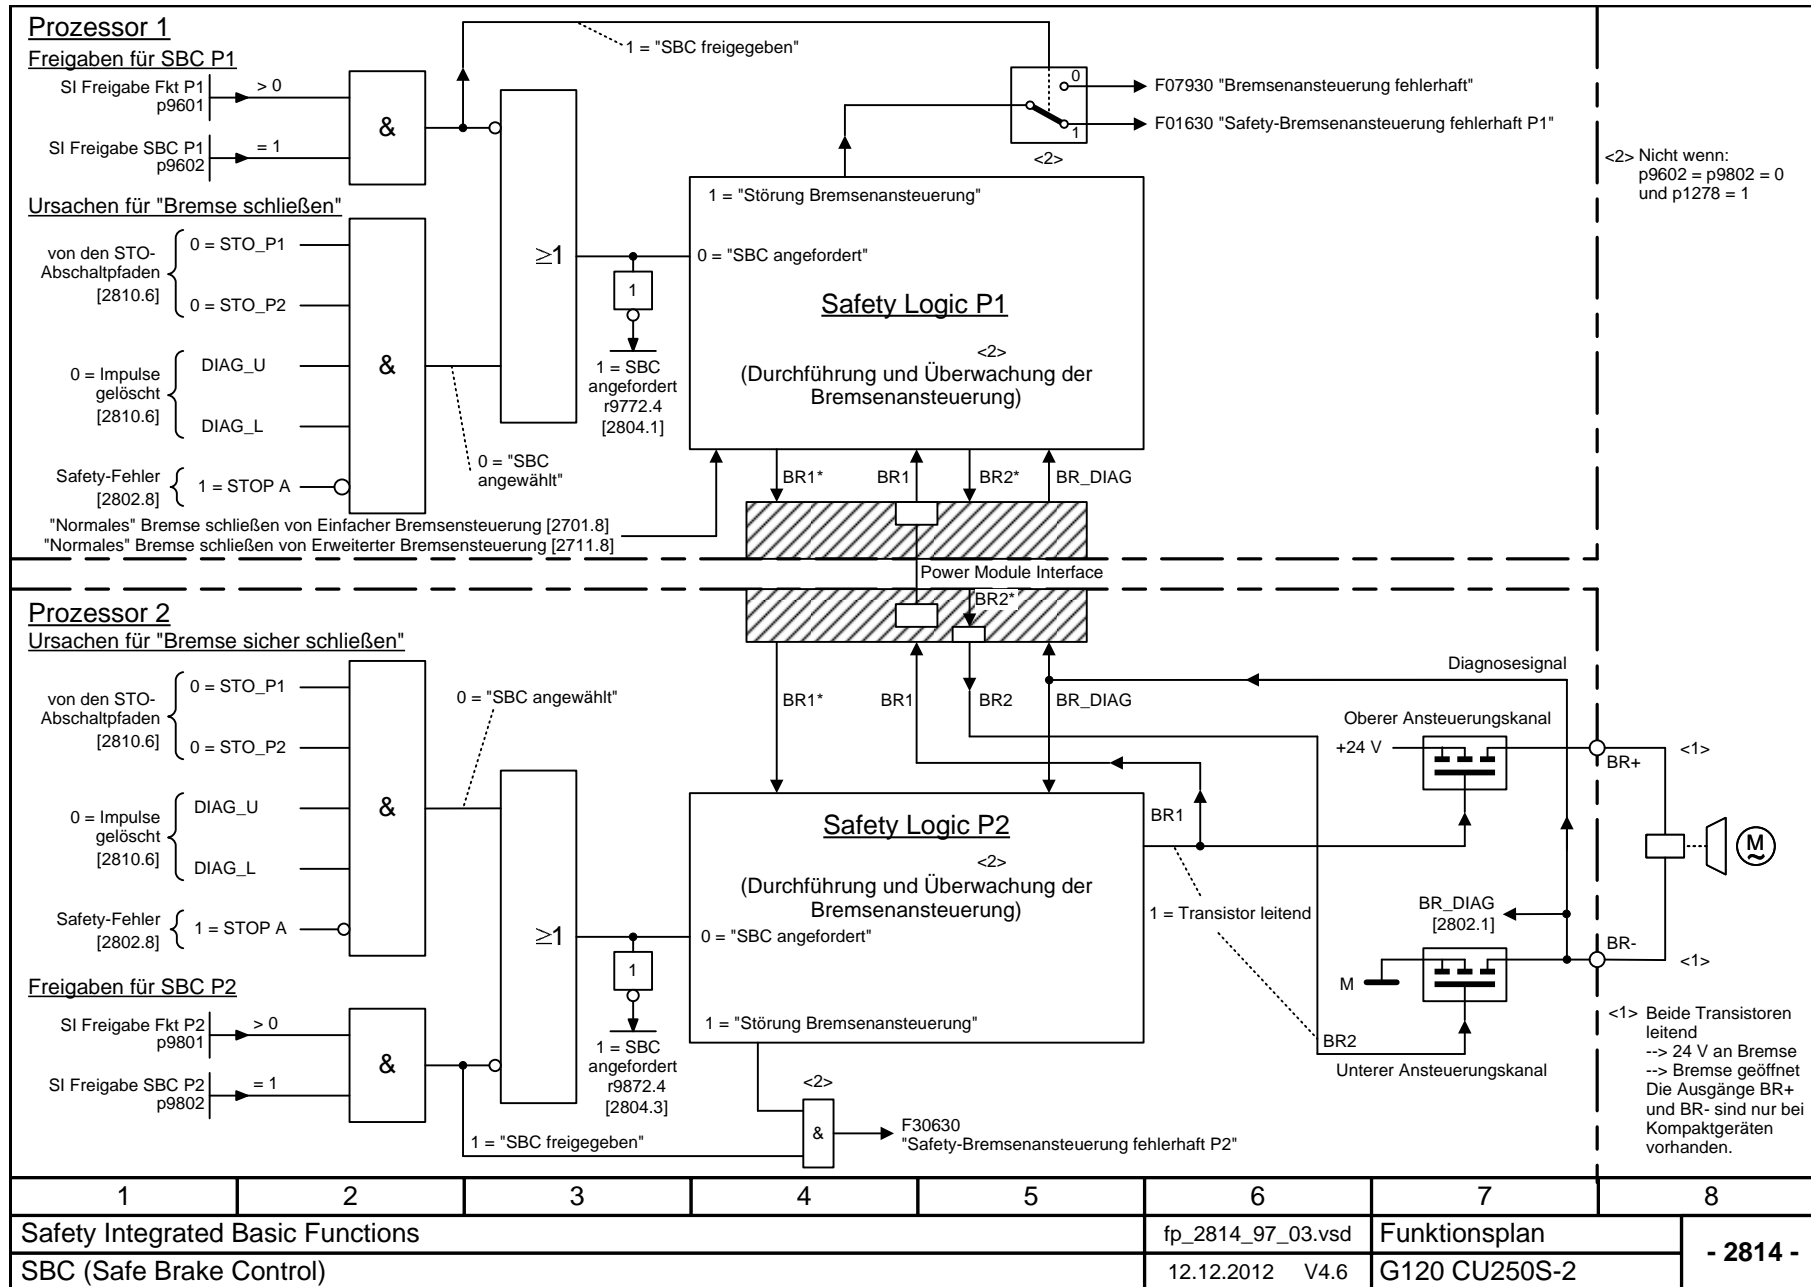 Prozessor 1
Freigaben für SBC P1
SI Freigabe Fkt P1
p9601
> 0
SI Freigabe SBC P1
p9602
= 1
&
1 = "SBC freigegeben"
0
1
<2>
F07930 "Bremsenansteuerung fehlerhaft"
F01630 "Safety-Bremsenansteuerung fehlerhaft P1"
<2> Nicht wenn:
p9602 = p9802 = 0
und p1278 = 1
Ursachen für "Bremse schließen"
von den STO-
Abschaltpfaden
[2810.6]
0 = STO_P1
0 = STO_P2
0 = Impulse
gelöscht
[2810.6]
DIAG_U
DIAG_L
Safety-Fehler
[2802.8]
1 = STOP A
&
0 = "SBC
angewählt"
≥1
1
1 = SBC
angefordert
r9772.4
[2804.1]
1 = "Störung Bremsenansteuerung"
0 = "SBC angefordert"
Safety Logic P1
<2>
(Durchführung und Überwachung der
Bremsenansteuerung)
"Normales" Bremse schließen von Einfacher Bremsensteuerung [2701.8]
"Normales" Bremse schließen von Erweiterter Bremsensteuerung [2711.8]
BR1*
BR1
BR2*
BR_DIAG
Power Module Interface
BR2*
Prozessor 2
Ursachen für "Bremse sicher schließen"
von den STO-
Abschaltpfaden
[2810.6]
0 = STO_P1
0 = STO_P2
0 = Impulse
gelöscht
[2810.6]
DIAG_U
DIAG_L
Safety-Fehler
[2802.8]
1 = STOP A
&
0 = "SBC angewählt"
BR1*
BR1
BR2
BR_DIAG
Diagnosesignal
Oberer Ansteuerungskanal
+24 V
BR+
<1>
≥1
1
1 = SBC
angefordert
r9872.4
[2804.3]
Safety Logic P2
<2>
(Durchführung und Überwachung der
Bremsenansteuerung)
0 = "SBC angefordert"
1 = "Störung Bremsenansteuerung"
BR1
1 = Transistor leitend
M
~
BR_DIAG
[2802.1]
BR-
<1>
M
BR2
Unterer Ansteuerungskanal
Freigaben für SBC P2
SI Freigabe Fkt P2
p9801
> 0
SI Freigabe SBC P2
p9802
= 1
&
1 = "SBC freigegeben"
<2>
&
F30630
"Safety-Bremsenansteuerung fehlerhaft P2"
<1> Beide Transistoren
leitend
--> 24 V an Bremse
--> Bremse geöffnet
Die Ausgänge BR+
und BR- sind nur bei
Kompaktgeräten
vorhanden.
1 2 3 4 5 6 7 8
Safety Integrated Basic Functions
fp_2814_97_03.vsd
Funktionsplan
- 2814 -
SBC (Safe Brake Control)
12.12.2012 V4.6
G120 CU250S-2